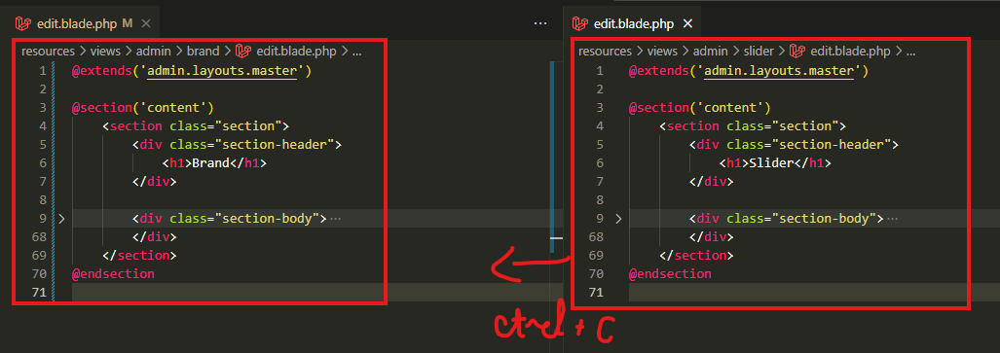 edit.blade.php M ×
resources > views > admin > brand > edit.blade.php > ...
1 @extends('admin.layouts.master')
2
3 @section('content')
4 <section class="section">
5 <div class="section-header">
6 <h1>Brand</h1>
7 </div>
8
9 > <div class="section-body"> ...
68 </div>
69 </section>
70 @endsection
71
edit.blade.php ×
resources > views > admin > slider > edit.blade.php > ...
1 @extends('admin.layouts.master')
2
3 @section('content')
4 <section class="section">
5 <div class="section-header">
6 <h1>Slider</h1>
7 </div>
8
9 > <div class="section-body"> ...
68 </div>
69 </section>
70 @endsection
71
ctrl + C